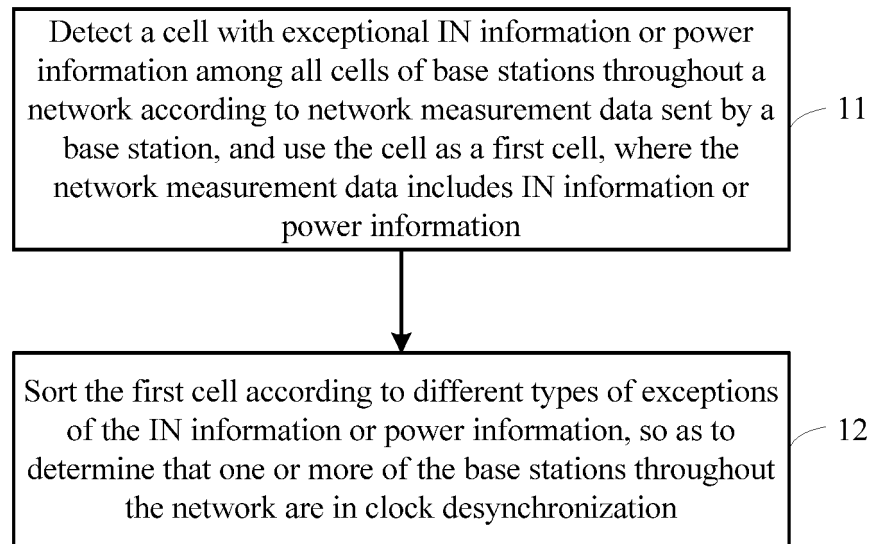 Detect a cell with exceptional IN information or power
information among all cells of base stations throughout a
network according to network measurement data sent by a
base station, and use the cell as a first cell, where the
network measurement data includes IN information or
power information
11
Sort the first cell according to different types of exceptions
of the IN information or power information, so as to
determine that one or more of the base stations throughout
the network are in clock desynchronization
12